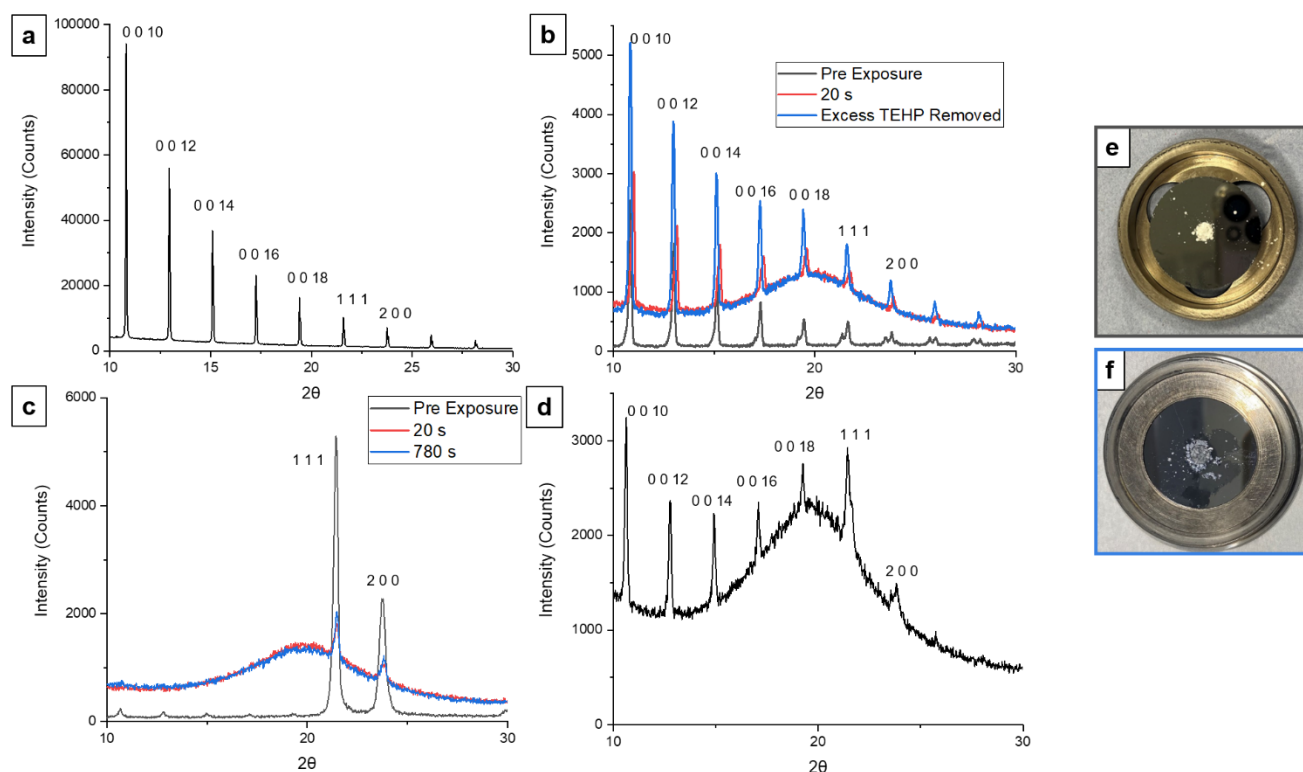 a
100000
80000
60000
40000
20000
0
Intensity (Counts)
0 0 10
0 0 12
0 0 14
0 0 16
0 0 18
1 1 1
2 0 0
10
15
20
25
30
2θ
b
5000
4000
3000
2000
1000
0
Intensity (Counts)
0 0 10
0 0 12
0 0 14
0 0 16
0 0 18
1 1 1
2 0 0
Pre Exposure
20 s
Excess TEHP Removed
10
15
20
25
30
2θ
c
6000
4000
2000
0
Intensity (Counts)
Pre Exposure
20 s
780 s
1 1 1
2 0 0
10
20
30
2θ
d
3000
2000
1000
0
Intensity (Counts)
0 0 10
0 0 12
0 0 14
0 0 16
0 0 18
1 1 1
2 0 0
10
20
30
2θ
e
f